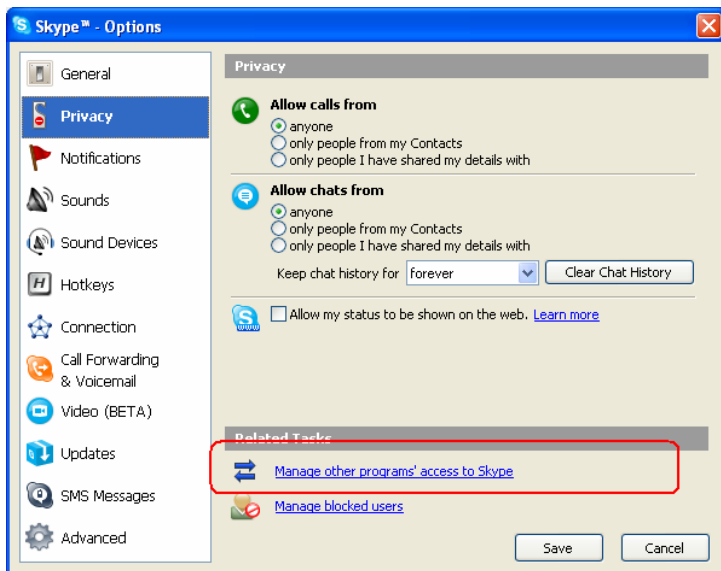 Skype™ - Options
General
Privacy
Notifications
Sounds
Sound Devices
H Hotkeys
Connection
Call Forwarding
& Voicemail
Video (BETA)
Updates
SMS Messages
Advanced
Privacy
Allow calls from
anyone
only people from my Contacts
only people I have shared my details with
Allow chats from
anyone
only people from my Contacts
only people I have shared my details with
Keep chat history for forever Clear Chat History
Allow my status to be shown on the web. Learn more
Related Tasks
Manage other programs' access to Skype
Manage blocked users
Save Cancel